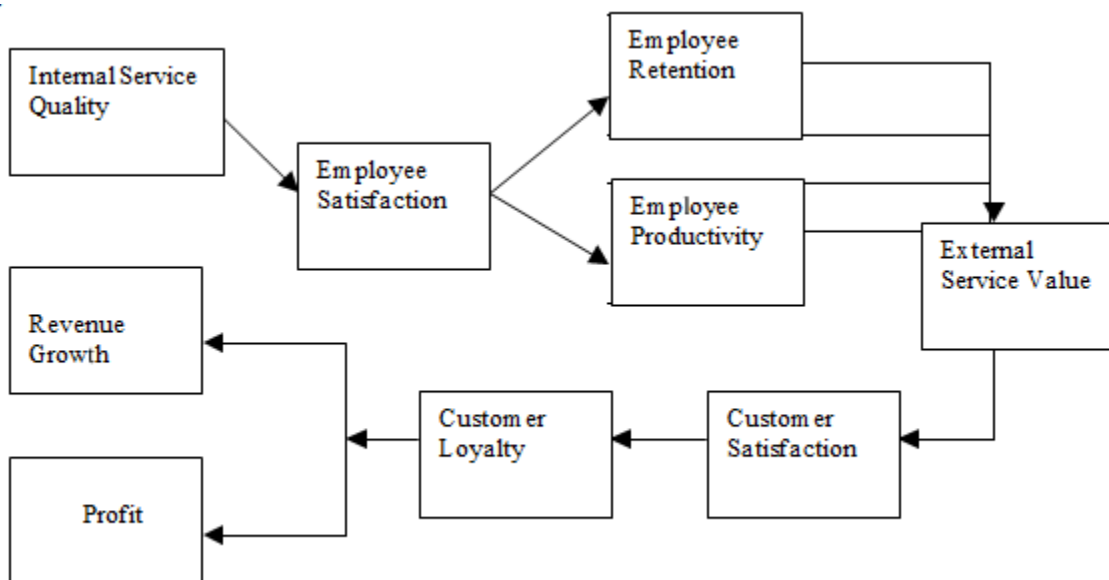 Internal Service
Quality
Employee
Satisfaction
Employee
Retention
Employee
Productivity
External
Service Value
Customer
Satisfaction
Customer
Loyalty
Revenue
Growth
Profit